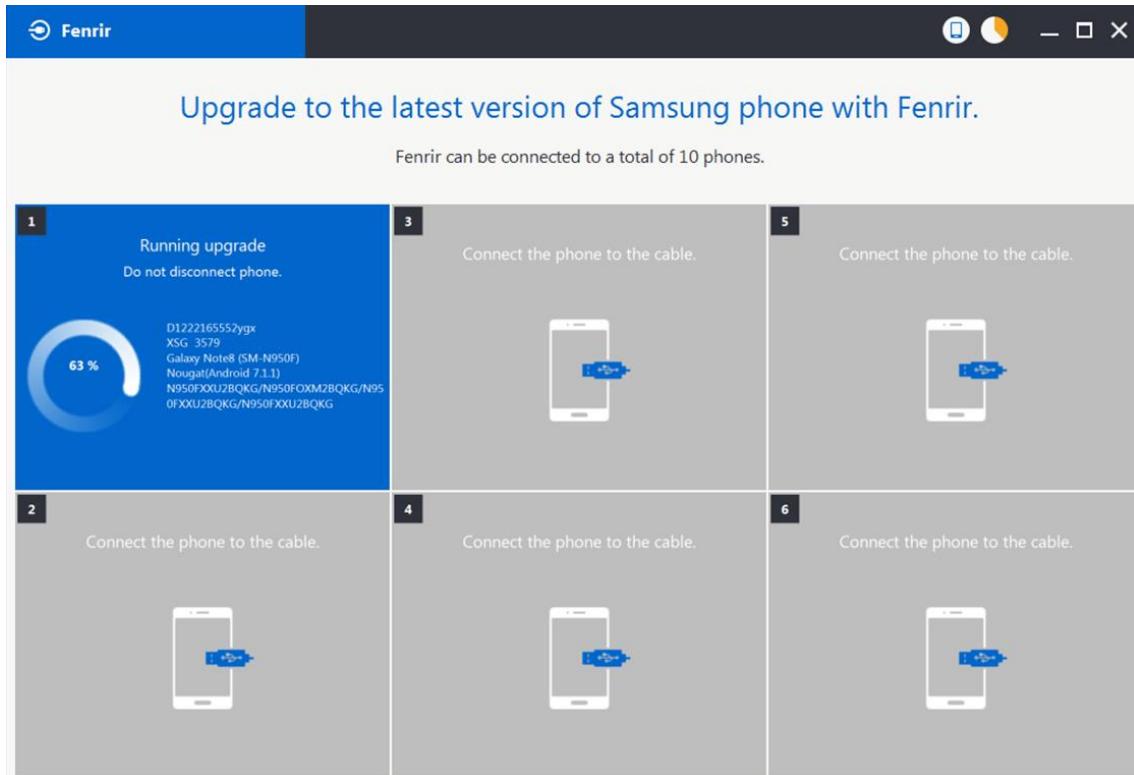 Fenrir
Upgrade to the latest version of Samsung phone with Fenrir.
Fenrir can be connected to a total of 10 phones.
1
Running upgrade
Do not disconnect phone.
63 %
D1222165552ygx
XSG 3579
Galaxy Note8 (SM-N950F)
Nougat(Android 7.1.1)
N950FXXU2BQKG/N950FOXM2BQKG/N95
0FXXU2BQKG/N950FXXU2BQKG
3
Connect the phone to the cable.
5
Connect the phone to the cable.
2
Connect the phone to the cable.
4
Connect the phone to the cable.
6
Connect the phone to the cable.